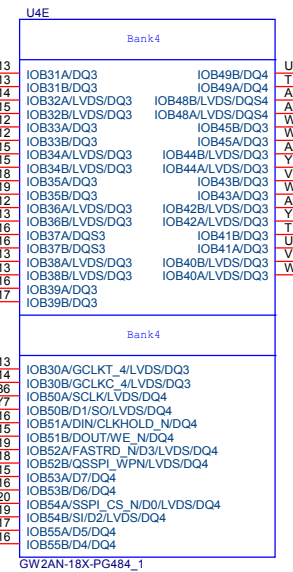 U4E
Bank4
IOB31A/DQ3 IOB49B/DQ4
IOB31B/DQ3 IOB49A/DQ4
IOB32A/LVDS/DQ3 IOB48B/LVDS/DQS4
IOB32B/LVDS/DQ3 IOB48A/LVDS/DQS4
IOB33A/DQ3 IOB45B/DQ3
IOB33B/DQ3 IOB45A/DQ3
IOB34A/LVDS/DQ3 IOB44B/LVDS/DQ3
IOB34B/LVDS/DQ3 IOB44A/LVDS/DQ3
IOB35A/DQ3 IOB43B/DQ3
IOB35B/DQ3 IOB43A/DQ3
IOB36A/LVDS/DQ3 IOB42B/LVDS/DQ3
IOB36B/LVDS/DQ3 IOB42A/LVDS/DQ3
IOB37A/DQS3 IOB41B/DQ3
IOB37B/DQS3 IOB41A/DQ3
IOB38A/LVDS/DQ3 IOB40B/LVDS/DQ3
IOB38B/LVDS/DQ3 IOB40A/LVDS/DQ3
IOB39A/DQ3
IOB39B/DQ3
Bank4
IOB30A/GCLKT_4/LVDS/DQ3
IOB30B/GCLKC_4/LVDS/DQ3
IOB50A/SCLK/LVDS/DQ4
IOB50B/D1/SO/LVDS/DQ4
IOB51A/DIN/CLKHOLD_N/DQ4
IOB51B/DOUT/WE_N/DQ4
IOB52A/FASTRD_N/D3/LVDS/DQ4
IOB52B/QSSPI_WPN/LVDS/DQ4
IOB53A/D7/DQ4
IOB53B/D6/DQ4
IOB54A/SSPI_CS_N/D0/LVDS/DQ4
IOB54B/SI/D2/LVDS/DQ4
IOB55A/D5/DQ4
IOB55B/D4/DQ4
GW2AN-18X-PG484_1